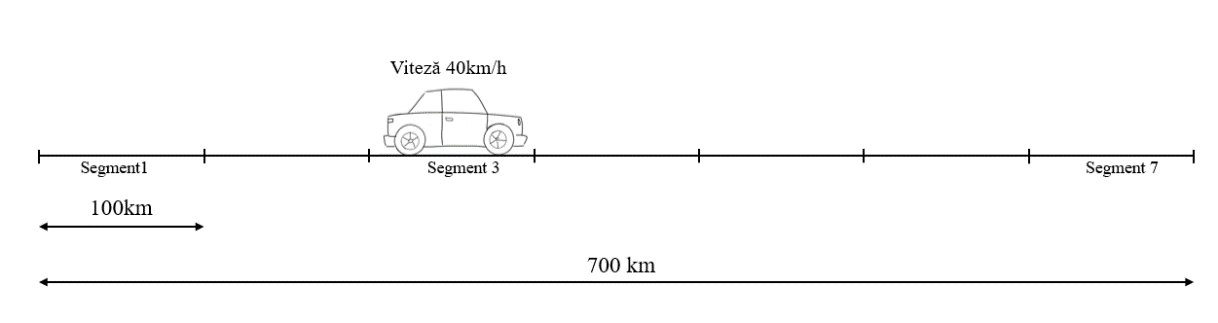 Viteză 40km/h
Segment1
Segment 3
Segment 7
100km
700 km